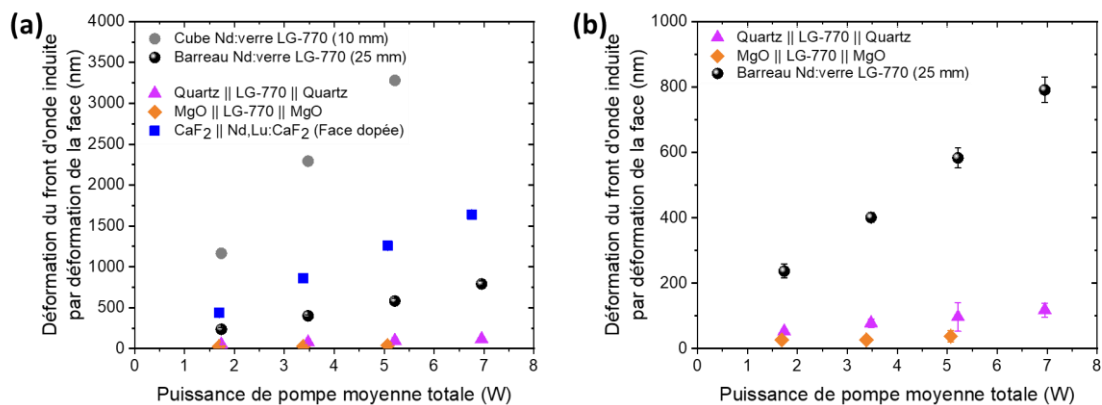 (a)
Déformation du front d'onde induite
par déformation de la face (nm)
4000
3500
3000
2500
2000
1500
1000
500
0
Cube Nd:verre LG-770 (10 mm)
Barreau Nd:verre LG-770 (25 mm)
Quartz || LG-770 || Quartz
MgO || LG-770 || MgO
CaF2 || Nd,Lu:CaF2 (Face dopée)
0 1 2 3 4 5 6 7 8
Puissance de pompe moyenne totale (W)
(b)
Déformation du front d'onde induite
par déformation de la face (nm)
1000
800
600
400
200
0
Quartz || LG-770 || Quartz
MgO || LG-770 || MgO
Barreau Nd:verre LG-770 (25 mm)
0 1 2 3 4 5 6 7 8
Puissance de pompe moyenne totale (W)